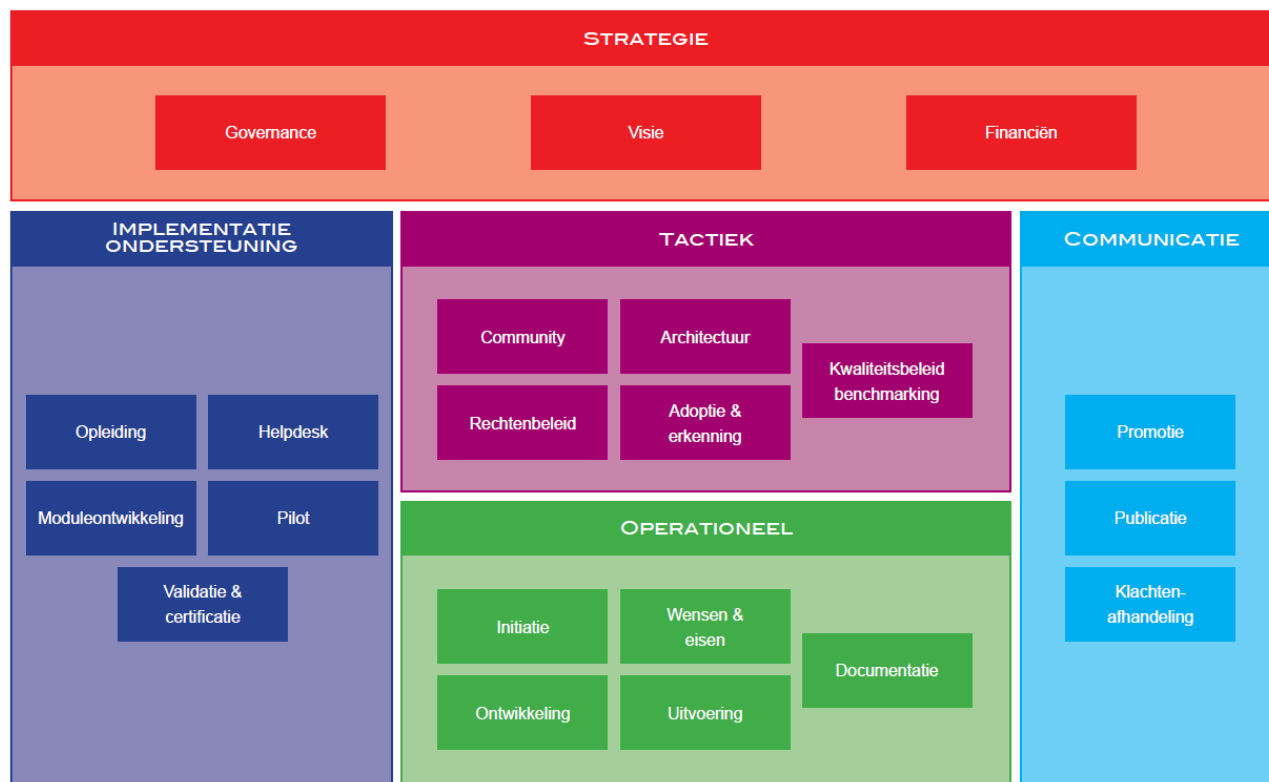 STRATEGIE
Governance
Visie
Financiën
IMPLEMENTATIE
ONDERSTEUNING
Opleiding
Helpdesk
Moduleontwikkeling
Pilot
Validatie &
certificatie
TACTIEK
Community
Architectuur
Rechtenbeleid
Adoptie &
erkenning
Kwaliteitsbeleid
benchmarking
OPERATIONEEL
Initiatie
Wensen &
eisen
Ontwikkeling
Uitvoering
Documentatie
COMMUNICATIE
Promotie
Publicatie
Klachten-
afhandeling